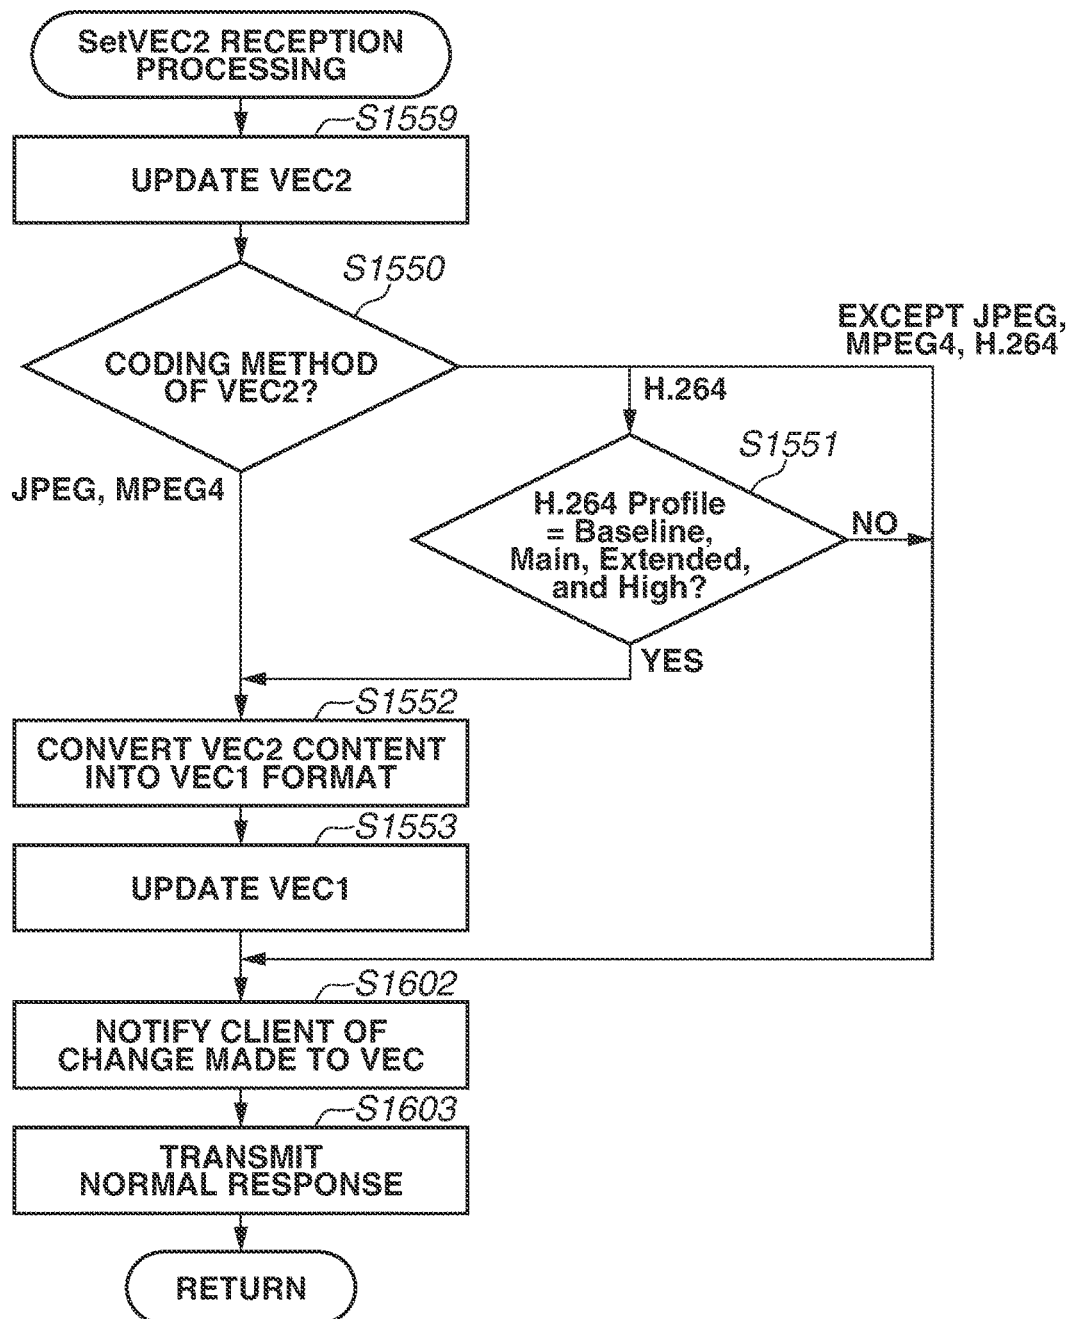 SetVEC2 RECEPTION
PROCESSING
S1559
UPDATE VEC2
S1550
CODING METHOD
OF VEC2?
EXCEPT JPEG,
MPEG4, H.264
H.264
JPEG, MPEG4
S1551
H.264 Profile
= Baseline,
Main, Extended,
and High?
NO
YES
S1552
CONVERT VEC2 CONTENT
INTO VEC1 FORMAT
S1553
UPDATE VEC1
S1602
NOTIFY CLIENT OF
CHANGE MADE TO VEC
S1603
TRANSMIT
NORMAL RESPONSE
RETURN